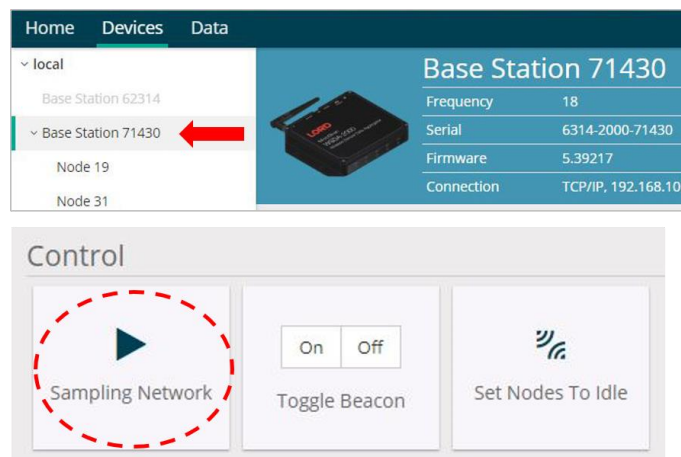 Home Devices Data
local
Base Station 62314
Base Station 71430
Node 19
Node 31
Base Station 71430
Frequency 18
Serial 6314-2000-71430
Firmware 5.39217
Connection TCP/IP, 192.168.10
LORD
WSDA-2000
Control
Sampling Network
On Off
Toggle Beacon
Set Nodes To Idle